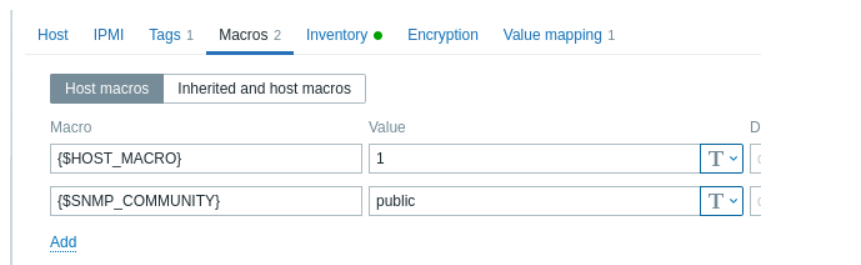 Host IPMI Tags 1 Macros 2 Inventory Encryption Value mapping 1
Host macros Inherited and host macros
Macro Value D
{$HOST_MACRO} 1 T
{$SNMP_COMMUNITY} public T
Add